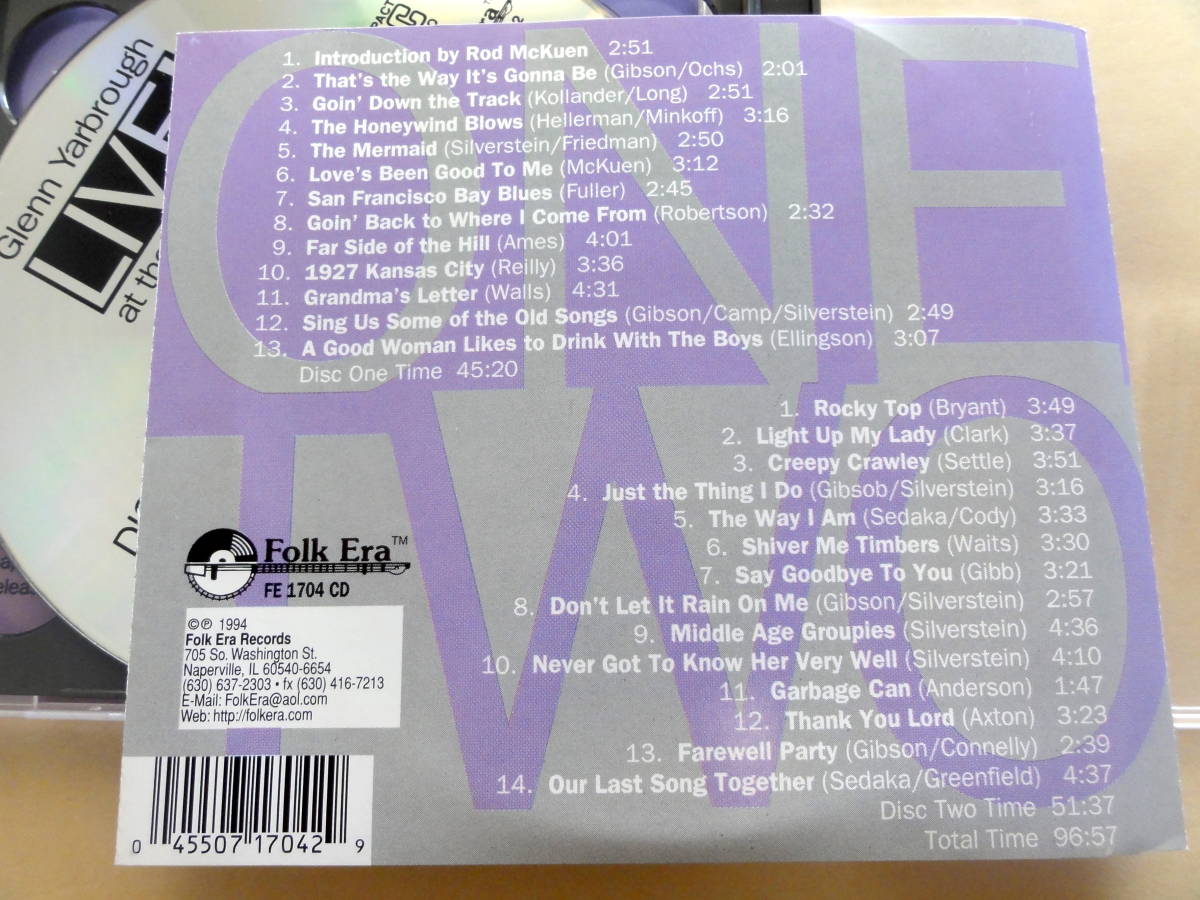 Glenn Yarbrough
LIVE
at the
ONE
1. Introduction by Rod McKuen 2:51
2. That's the Way It's Gonna Be (Gibson/Ochs) 2:01
3. Goin' Down the Track (Kollander/Long) 2:51
4. The Honeywind Blows (Hellerman/Minkoff) 3:16
5. The Mermaid (Silverstein/Friedman) 2:50
6. Love's Been Good To Me (McKuen) 3:12
7. San Francisco Bay Blues (Fuller) 2:45
8. Goin' Back to Where I Come From (Robertson) 2:32
9. Far Side of the Hill (Ames) 4:01
10. 1927 Kansas City (Reilly) 3:36
11. Grandma's Letter (Walls) 4:31
12. Sing Us Some of the Old Songs (Gibson/Camp/Silverstein) 2:49
13. A Good Woman Likes to Drink With The Boys (Ellingson) 3:07
Disc One Time 45:20
TWO
1. Rocky Top (Bryant) 3:49
2. Light Up My Lady (Clark) 3:37
3. Creepy Crawley (Settle) 3:51
4. Just the Thing I Do (Gibsob/Silverstein) 3:16
5. The Way I Am (Sedaka/Cody) 3:33
6. Shiver Me Timbers (Waits) 3:30
7. Say Goodbye To You (Gibb) 3:21
8. Don't Let It Rain On Me (Gibson/Silverstein) 2:57
9. Middle Age Groupies (Silverstein) 4:36
10. Never Got To Know Her Very Well (Silverstein) 4:10
11. Garbage Can (Anderson) 1:47
12. Thank You Lord (Axton) 3:23
13. Farewell Party (Gibson/Connelly) 2:39
14. Our Last Song Together (Sedaka/Greenfield) 4:37
Disc Two Time 51:37
Total Time 96:57
Folk Era™
FE 1704 CD
©℗ 1994
Folk Era Records
705 So. Washington St.
Naperville, IL 60540-6654
(630) 637-2303 • fx (630) 416-7213
E-Mail: FolkEra@aol.com
Web: http://folkera.com
0 45507 17042 9